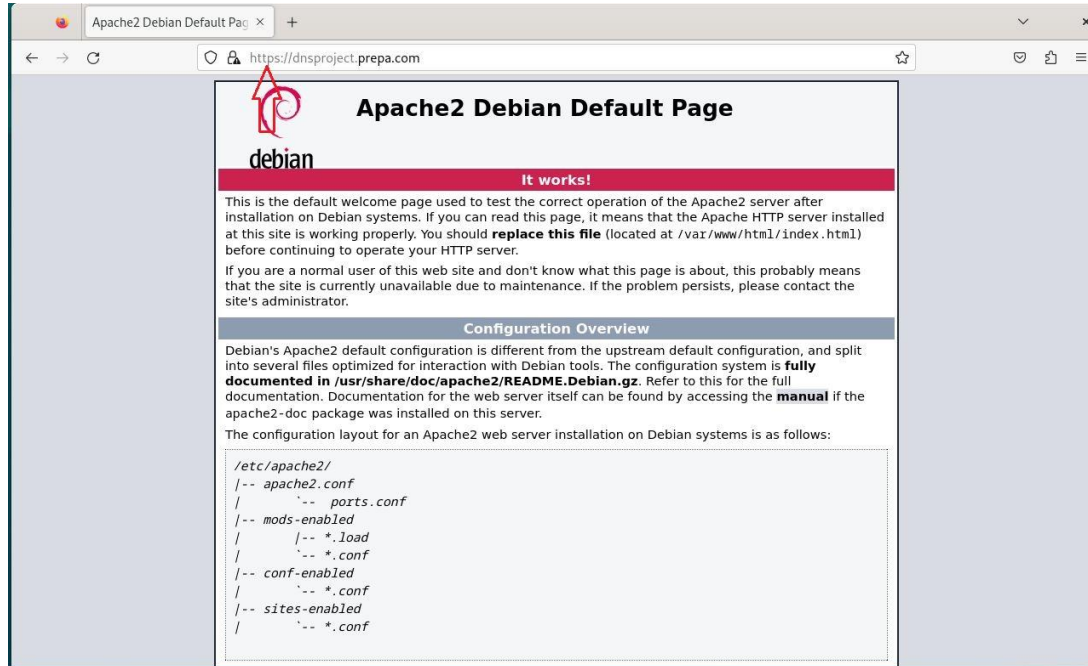 Apache2 Debian Default Pag
https://dnsproject.prepa.com
debian
Apache2 Debian Default Page
It works!
This is the default welcome page used to test the correct operation of the Apache2 server after
installation on Debian systems. If you can read this page, it means that the Apache HTTP server installed
at this site is working properly. You should replace this file (located at /var/www/html/index.html)
before continuing to operate your HTTP server.
If you are a normal user of this web site and don't know what this page is about, this probably means
that the site is currently unavailable due to maintenance. If the problem persists, please contact the
site's administrator.
Configuration Overview
Debian's Apache2 default configuration is different from the upstream default configuration, and split
into several files optimized for interaction with Debian tools. The configuration system is fully
documented in /usr/share/doc/apache2/README.Debian.gz. Refer to this for the full
documentation. Documentation for the web server itself can be found by accessing the manual if the
apache2-doc package was installed on this server.
The configuration layout for an Apache2 web server installation on Debian systems is as follows:
/etc/apache2/
|-- apache2.conf
|       `--  ports.conf
|-- mods-enabled
|       |-- *.load
|       `-- *.conf
|-- conf-enabled
|       `-- *.conf
|-- sites-enabled
|       `-- *.conf